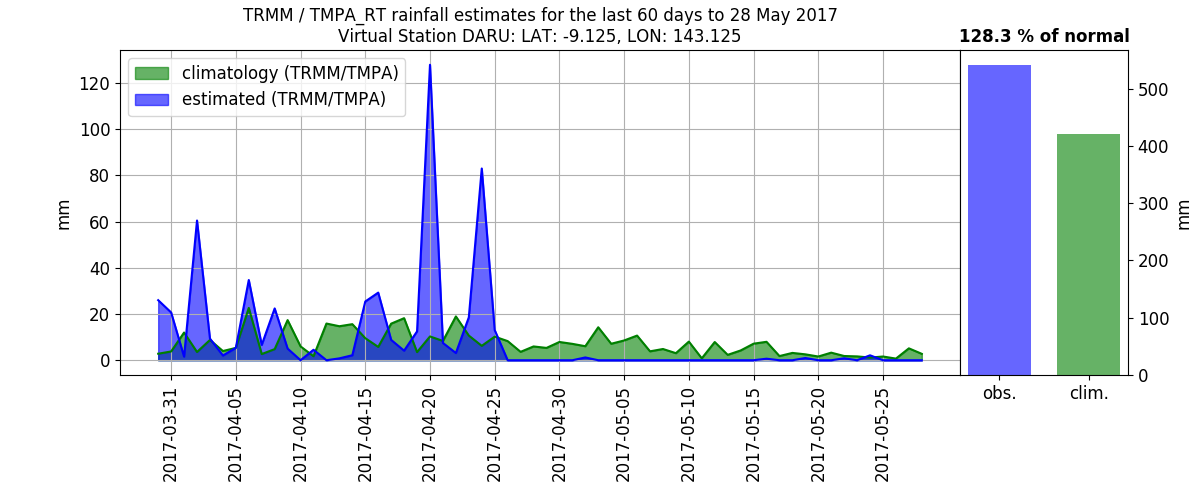 TRMM / TMPA_RT rainfall estimates for the last 60 days to 28 May 2017
Virtual Station DARU: LAT: -9.125, LON: 143.125
128.3 % of normal
climatology (TRMM/TMPA)
estimated (TRMM/TMPA)
mm
120
100
80
60
40
20
0
2017-03-31
2017-04-05
2017-04-10
2017-04-15
2017-04-20
2017-04-25
2017-04-30
2017-05-05
2017-05-10
2017-05-15
2017-05-20
2017-05-25
500
400
300
200
100
0
mm
obs.
clim.